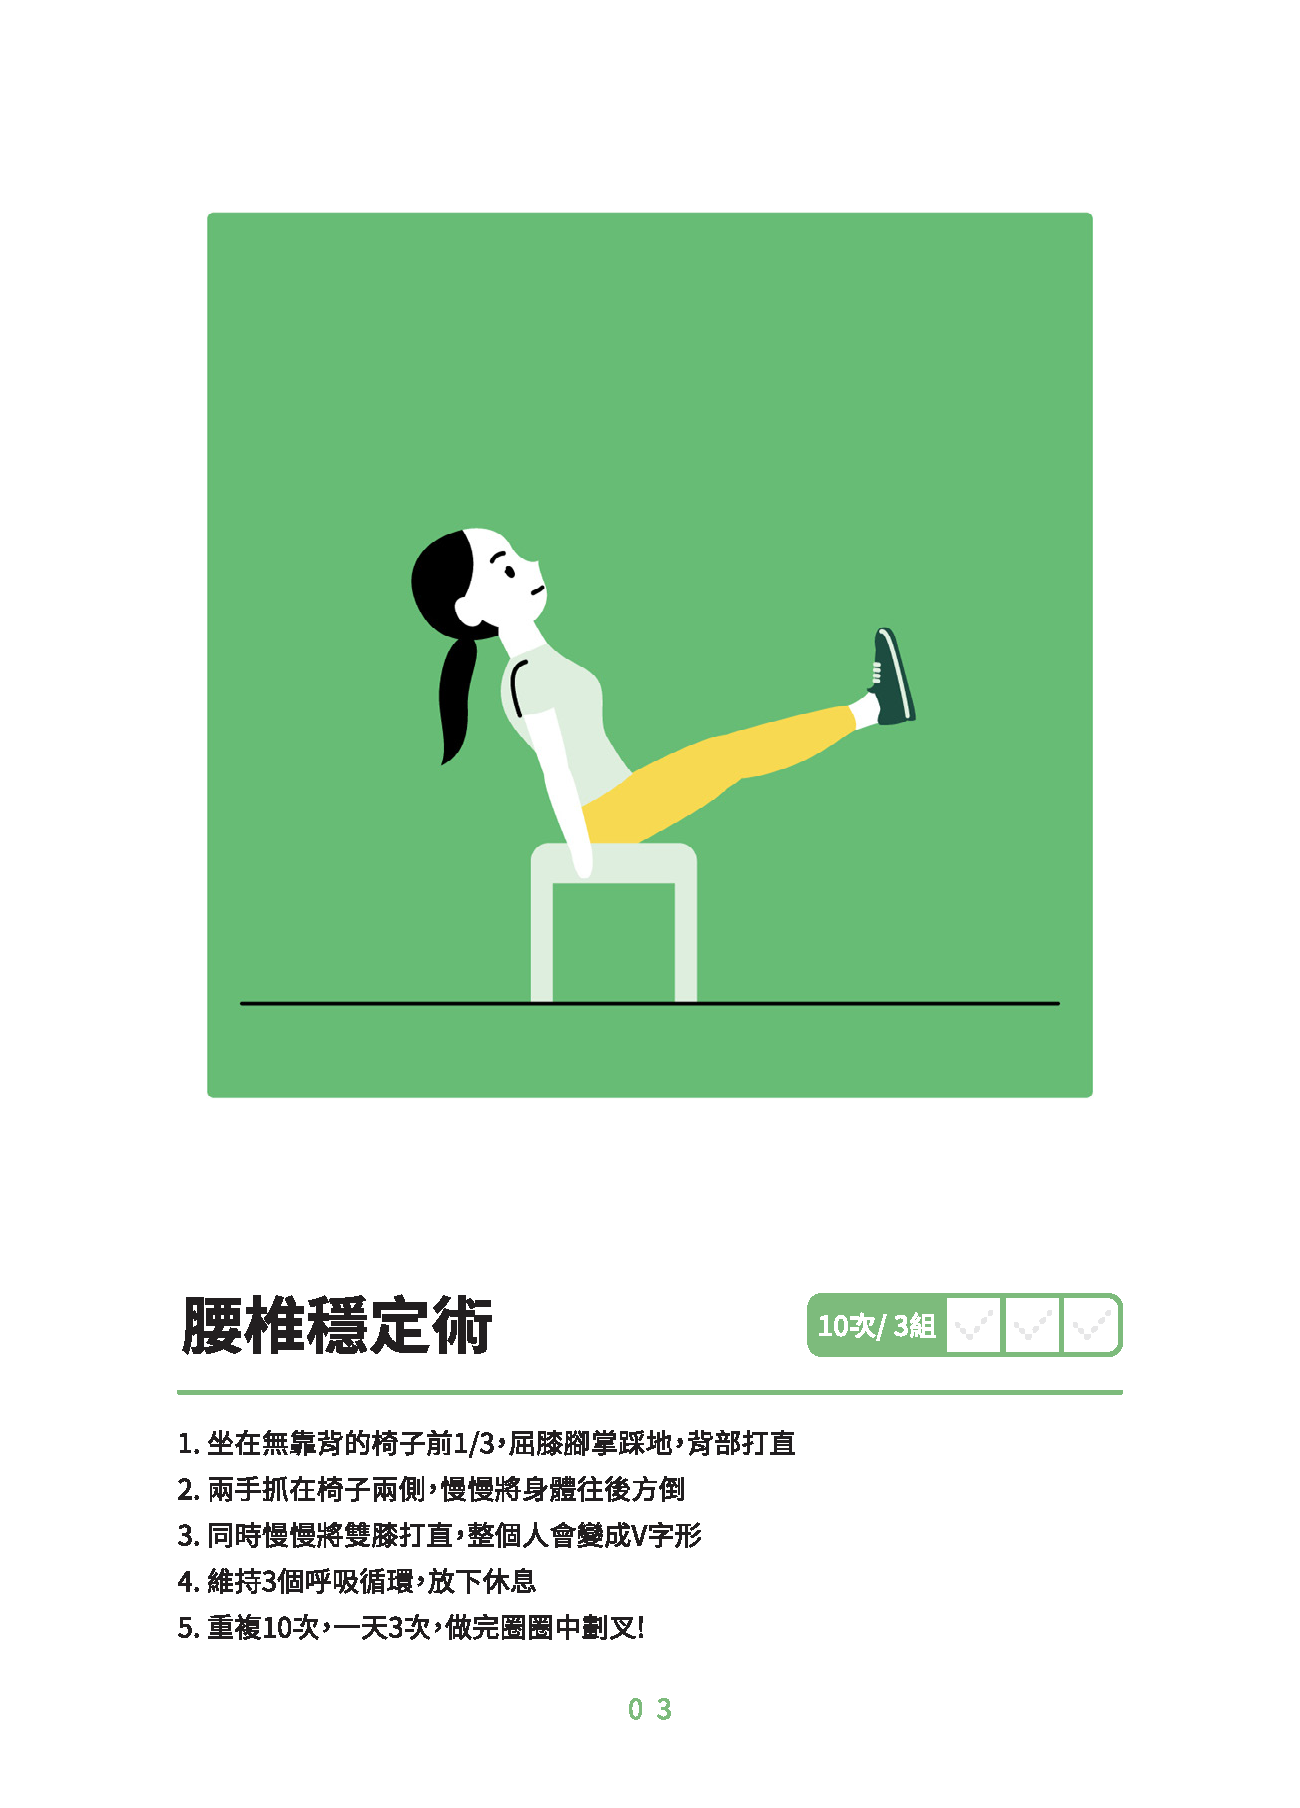 腰椎穩定術
10次/ 3組
1. 坐在無靠背的椅子前1/3，屈膝腳掌踩地，背部打直
2. 兩手抓在椅子兩側，慢慢將身體往後方倒
3. 同時慢慢將雙膝打直，整個人會變成V字形
4. 維持3個呼吸循環，放下休息
5. 重複10次，一天3次，做完圈圈中劃叉!
03